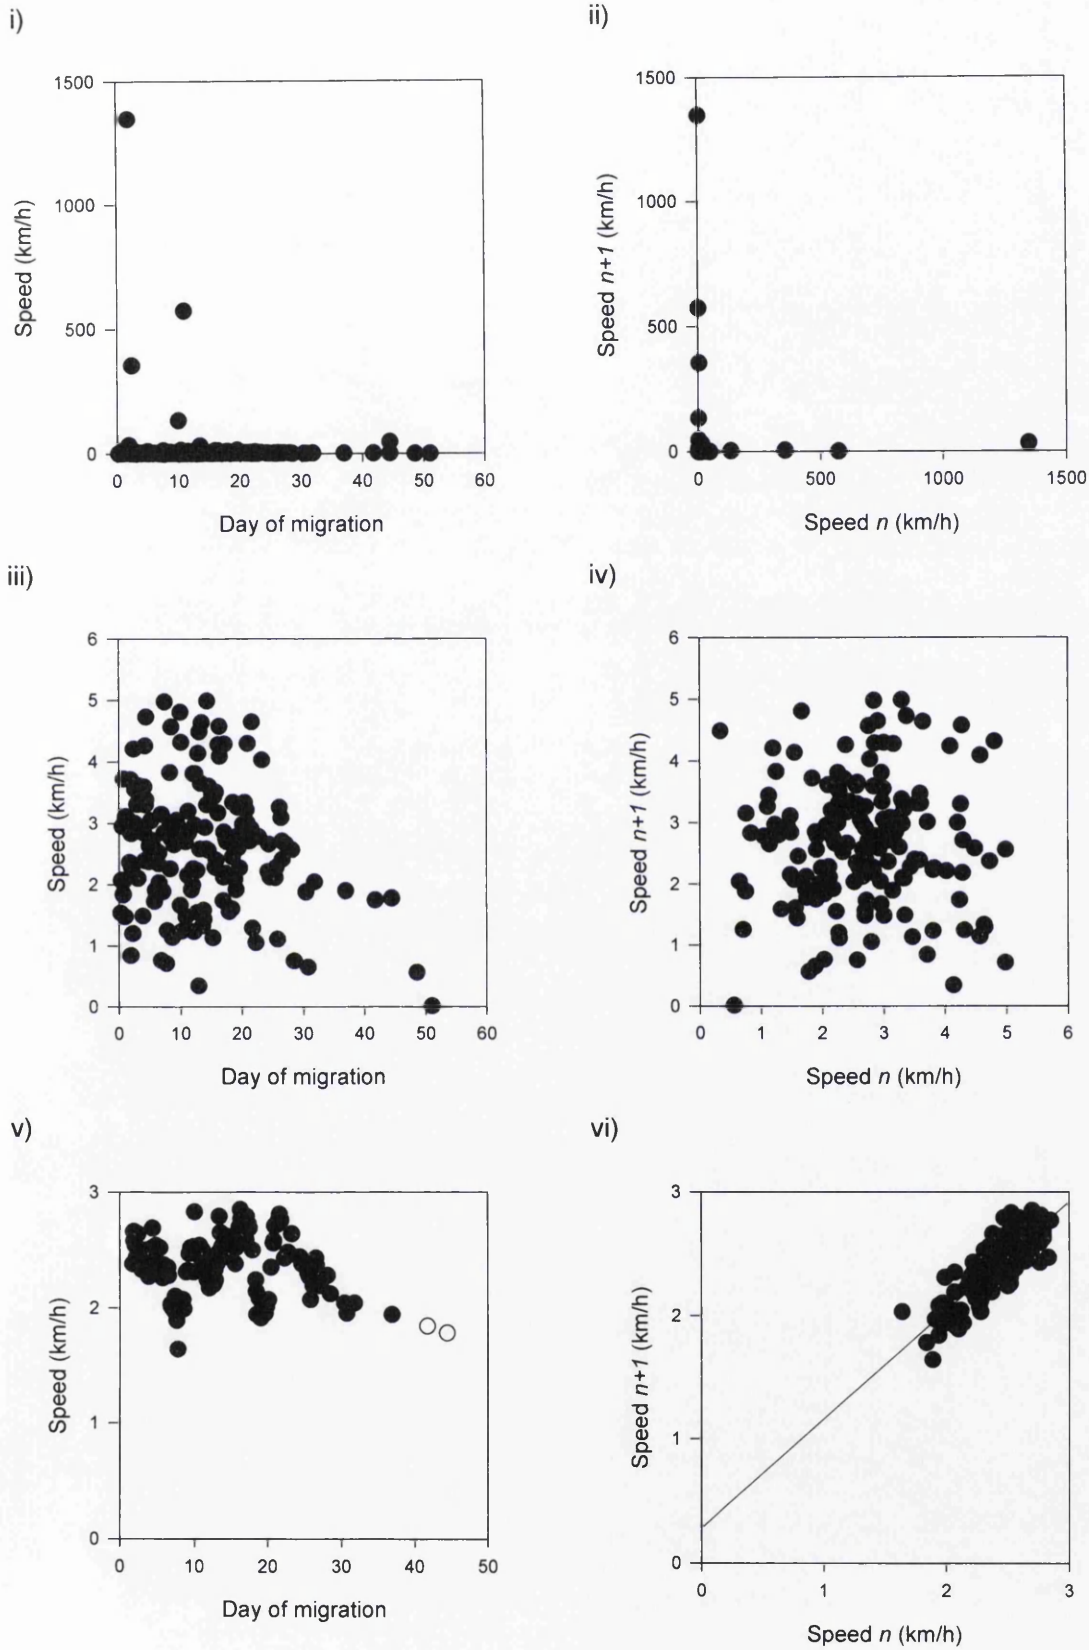 i)
1500
1000
500
0
Speed (km/h)
0 10 20 30 40 50 60
Day of migration
ii)
1500
1000
500
0
Speed n+1 (km/h)
0 500 1000 1500
Speed n (km/h)
iii)
6
5
4
3
2
1
0
Speed (km/h)
0 10 20 30 40 50 60
Day of migration
iv)
6
5
4
3
2
1
0
Speed n+1 (km/h)
0 1 2 3 4 5 6
Speed n (km/h)
v)
3
2
1
0
Speed (km/h)
0 10 20 30 40 50
Day of migration
vi)
3
2
1
0
Speed n+1 (km/h)
0 1 2 3
Speed n (km/h)